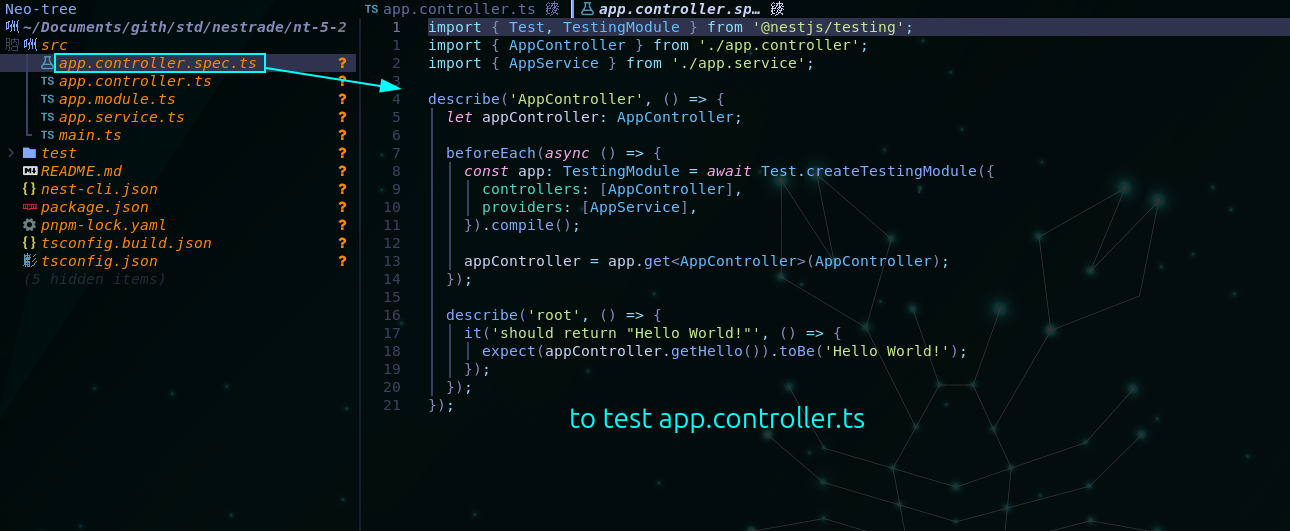 Neo-tree
~/Documents/gith/std/nestrade/nt-5-2
src
app.controller.spec.ts ?
TS app.controller.ts ?
TS app.module.ts ?
TS app.service.ts ?
TS main.ts ?
test ?
README.md ?
{} nest-cli.json ?
package.json ?
pnpm-lock.yaml ?
{} tsconfig.build.json ?
tsconfig.json ?
(5 hidden items)
TS app.controller.ts app.controller.sp…
1 import { Test, TestingModule } from '@nestjs/testing';
1 import { AppController } from './app.controller';
2 import { AppService } from './app.service';
3
4 describe('AppController', () => {
5 let appController: AppController;
6
7 beforeEach(async () => {
8 const app: TestingModule = await Test.createTestingModule({
9 controllers: [AppController],
10 providers: [AppService],
11 }).compile();
12
13 appController = app.get<AppController>(AppController);
14 });
15
16 describe('root', () => {
17 it('should return "Hello World!"', () => {
18 expect(appController.getHello()).toBe('Hello World!');
19 });
20 });
21 });
to test app.controller.ts